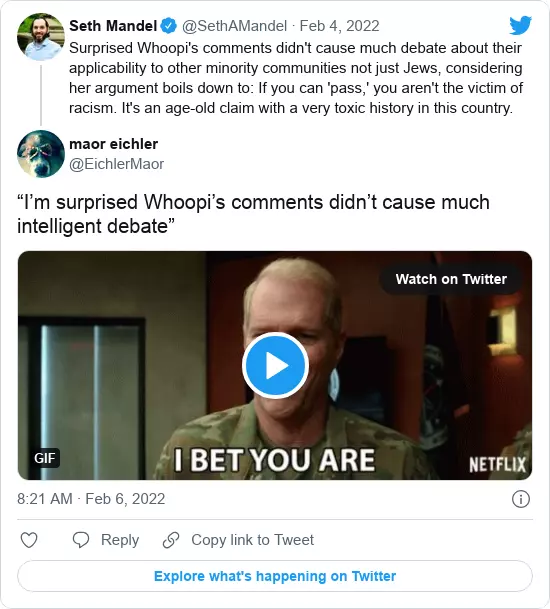 Seth Mandel @SethAMandel · Feb 4, 2022
Surprised Whoopi's comments didn't cause much debate about their
applicability to other minority communities not just Jews, considering
her argument boils down to: If you can 'pass,' you aren't the victim of
racism. It's an age-old claim with a very toxic history in this country.
maor eichler
@EichlerMaor
“I’m surprised Whoopi’s comments didn’t cause much
intelligent debate”
Watch on Twitter
GIF
I BET YOU ARE
NETFLIX
8:21 AM · Feb 6, 2022
Reply
Copy link to Tweet
Explore what's happening on Twitter